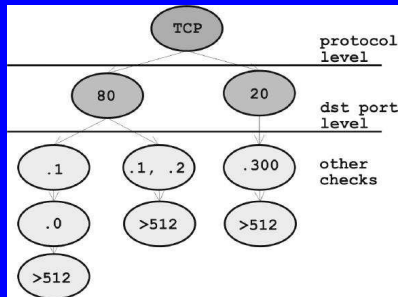 TCP
protocol
level
80
20
dst port
level
.1
.1, .2
.300
other
checks
.0
>512
>512
>512